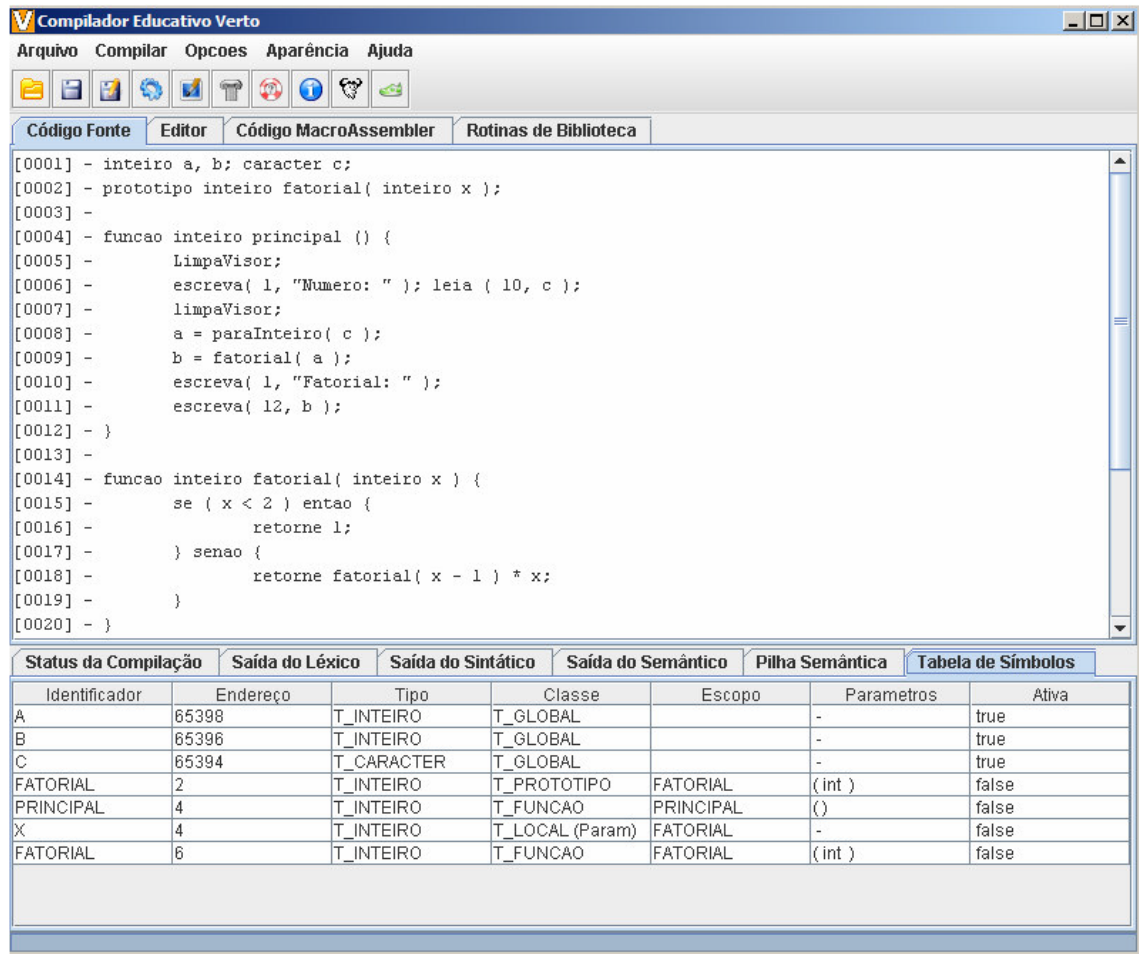 Compilador Educativo Verto
Arquivo Compilar Opcoes Aparência Ajuda
Código Fonte Editor Código MacroAssembler Rotinas de Biblioteca
[0001] - inteiro a, b; caracter c;
[0002] - prototipo inteiro fatorial( inteiro x );
[0003] -
[0004] - funcao inteiro principal () {
[0005] - LimpaVisor;
[0006] - escreva( 1, "Numero: " ); leia ( 10, c );
[0007] - limpaVisor;
[0008] - a = paraInteiro( c );
[0009] - b = fatorial( a );
[0010] - escreva( 1, "Fatorial: " );
[0011] - escreva( 12, b );
[0012] - }
[0013] -
[0014] - funcao inteiro fatorial( inteiro x ) {
[0015] - se ( x < 2 ) entao {
[0016] - retorne 1;
[0017] - } senao {
[0018] - retorne fatorial( x - 1 ) * x;
[0019] - }
[0020] - }
Status da Compilação Saída do Léxico Saída do Sintático Saída do Semântico Pilha Semântica Tabela de Símbolos
Identificador Endereço Tipo Classe Escopo Parametros Ativa
A 65398 T_INTEIRO T_GLOBAL - true
B 65396 T_INTEIRO T_GLOBAL - true
C 65394 T_CARACTER T_GLOBAL - true
FATORIAL 2 T_INTEIRO T_PROTOTIPO FATORIAL ( int ) false
PRINCIPAL 4 T_INTEIRO T_FUNCAO PRINCIPAL () false
X 4 T_INTEIRO T_LOCAL (Param) FATORIAL - false
FATORIAL 6 T_INTEIRO T_FUNCAO FATORIAL ( int ) false